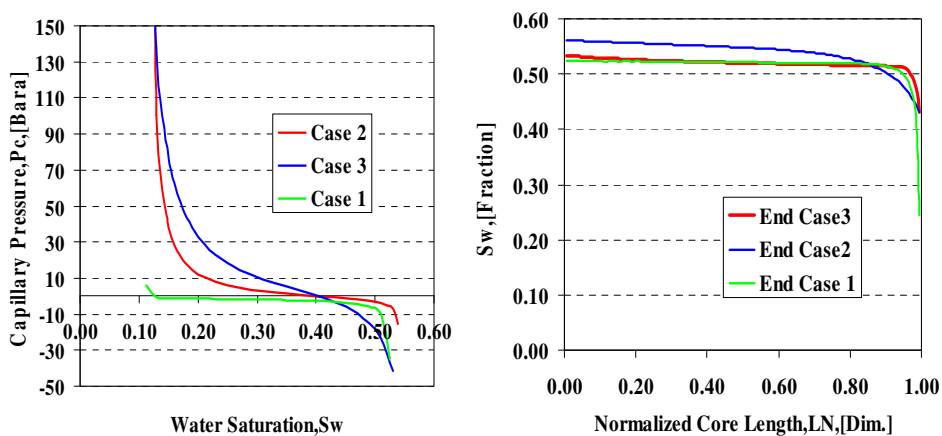 Capillary Pressure,Pc,[Bara]
150
130
110
90
70
50
30
10
-10
-30
-50
0.00 0.10 0.20 0.30 0.40 0.50 0.60
Case 2
Case 3
Case 1
Water Saturation,Sw
Sw,[Fraction]
0.60
0.50
0.40
0.30
0.20
0.10
0.00
End Case3
End Case2
End Case 1
0.00 0.20 0.40 0.60 0.80 1.00
Normalized Core Length,LN,[Dim.]